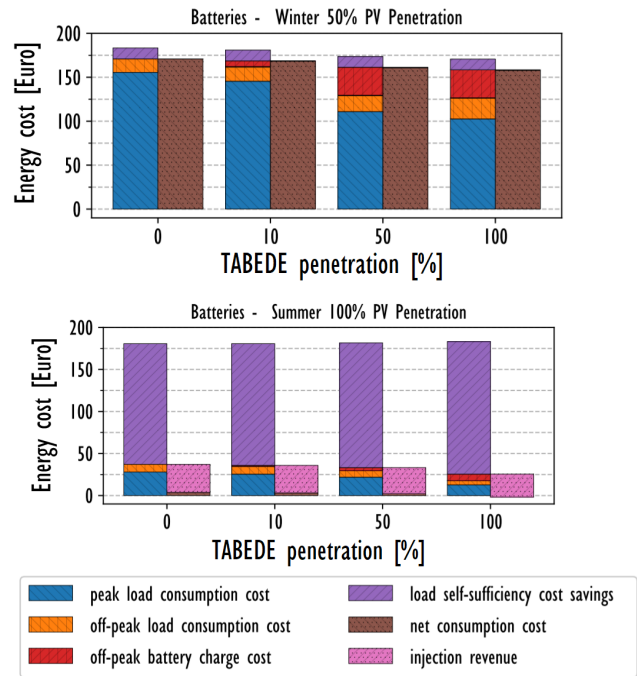 Batteries - Winter 50% PV Penetration
Energy cost [Euro]
200
150
100
50
0
0 10 50 100
TABEDE penetration [%]
Batteries - Summer 100% PV Penetration
Energy cost [Euro]
200
150
100
50
0
0 10 50 100
TABEDE penetration [%]
peak load consumption cost
off-peak load consumption cost
off-peak battery charge cost
load self-sufficiency cost savings
net consumption cost
injection revenue